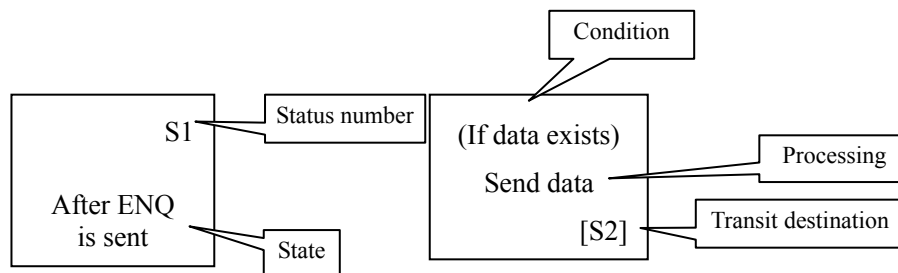 Condition
S1
Status number
(If data exists)
Processing
Send data
After ENQ
is sent
[S2]
Transit destination
State